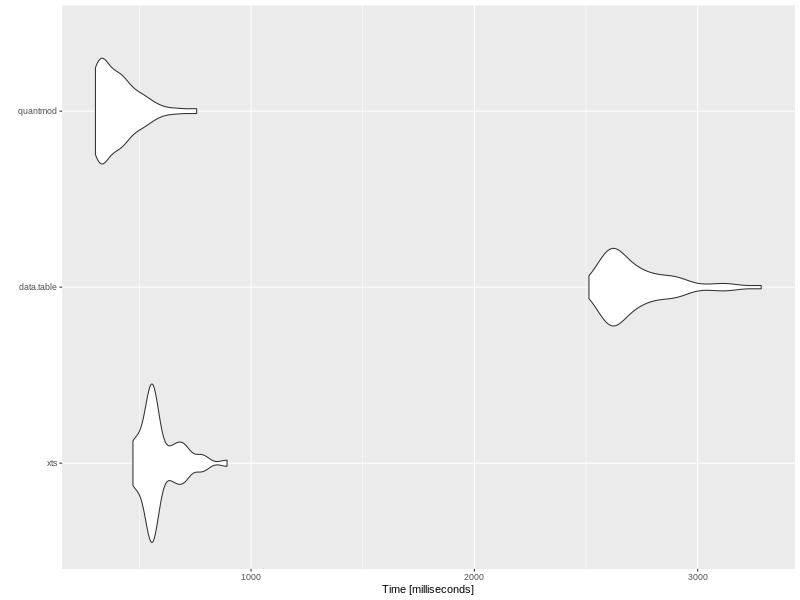 quantmod
data.table
xts
1000 2000 3000
Time [milliseconds]